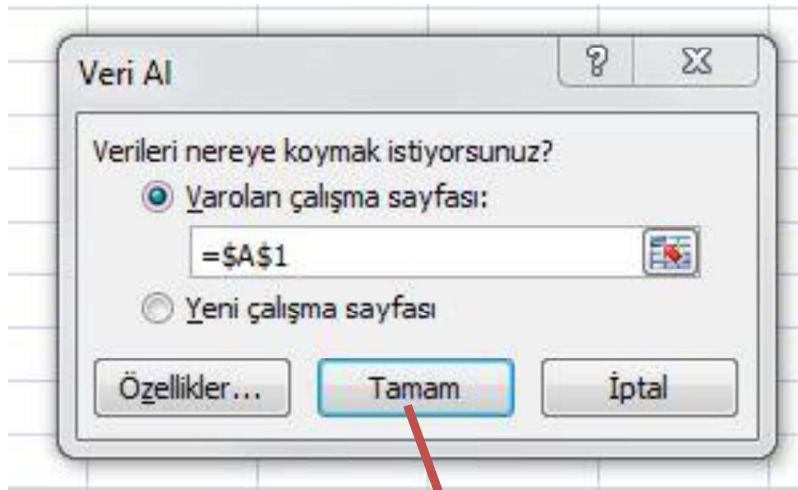 Veri Al
Verileri nereye koymak istiyorsunuz?
Varolan çalışma sayfası:
=$A$1
Yeni çalışma sayfası
Özellikler... Tamam İptal